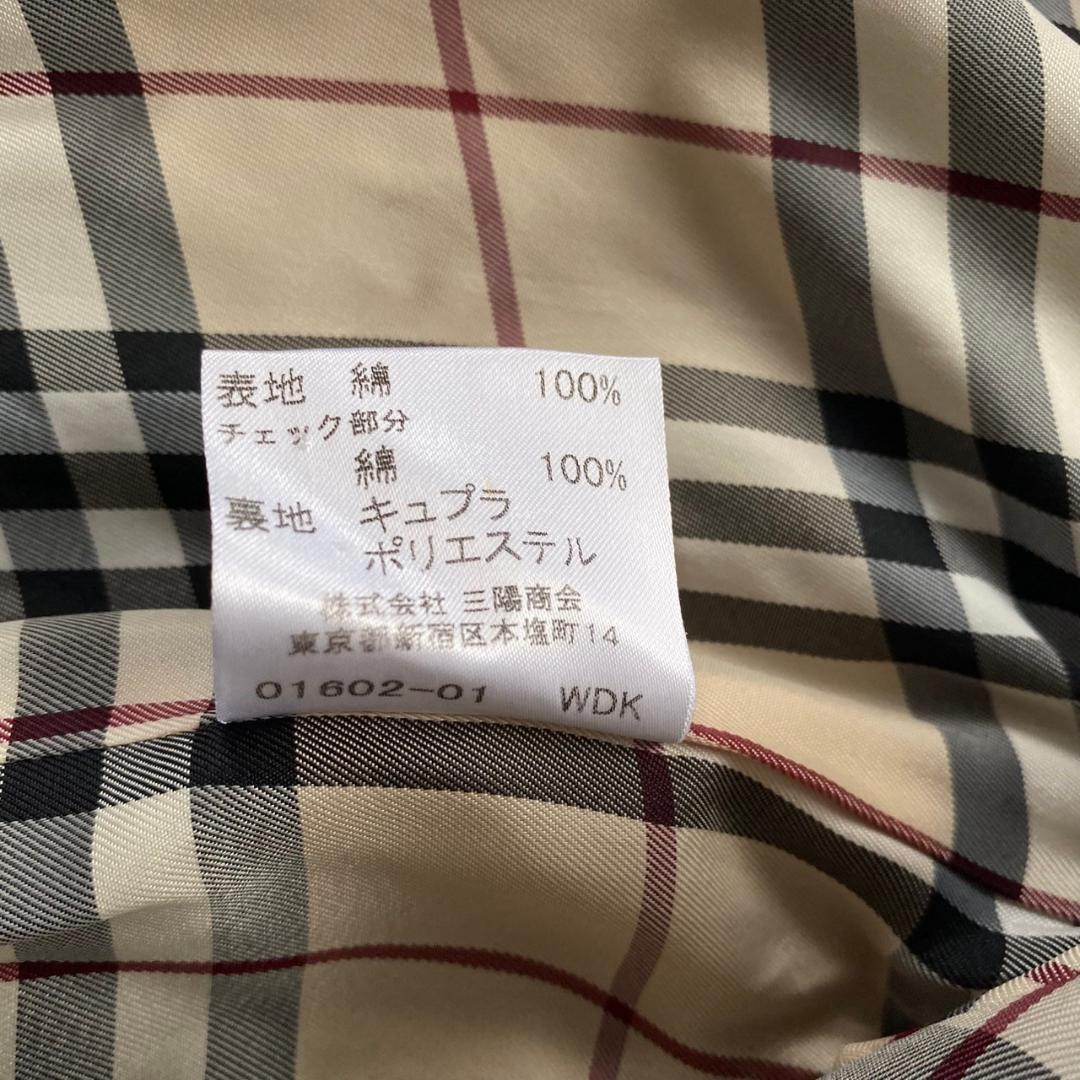 表地 綿 100%
チェック部分
綿 100%
裏地 キュプラ
ポリエステル
株式会社 三陽商会
東京都新宿区本塩町14
01602-01 WDK